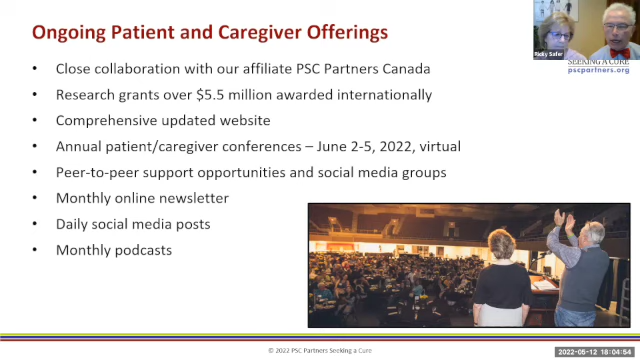 Ongoing Patient and Caregiver Offerings
• Close collaboration with our affiliate PSC Partners Canada
• Research grants over $5.5 million awarded internationally
• Comprehensive updated website
• Annual patient/caregiver conferences – June 2-5, 2022, virtual
• Peer-to-peer support opportunities and social media groups
• Monthly online newsletter
• Daily social media posts
• Monthly podcasts
Ricky Safer
SEEKING A CURE
pscpartners.org
© 2022 PSC Partners Seeking a Cure
2022-05-12 18:04:54